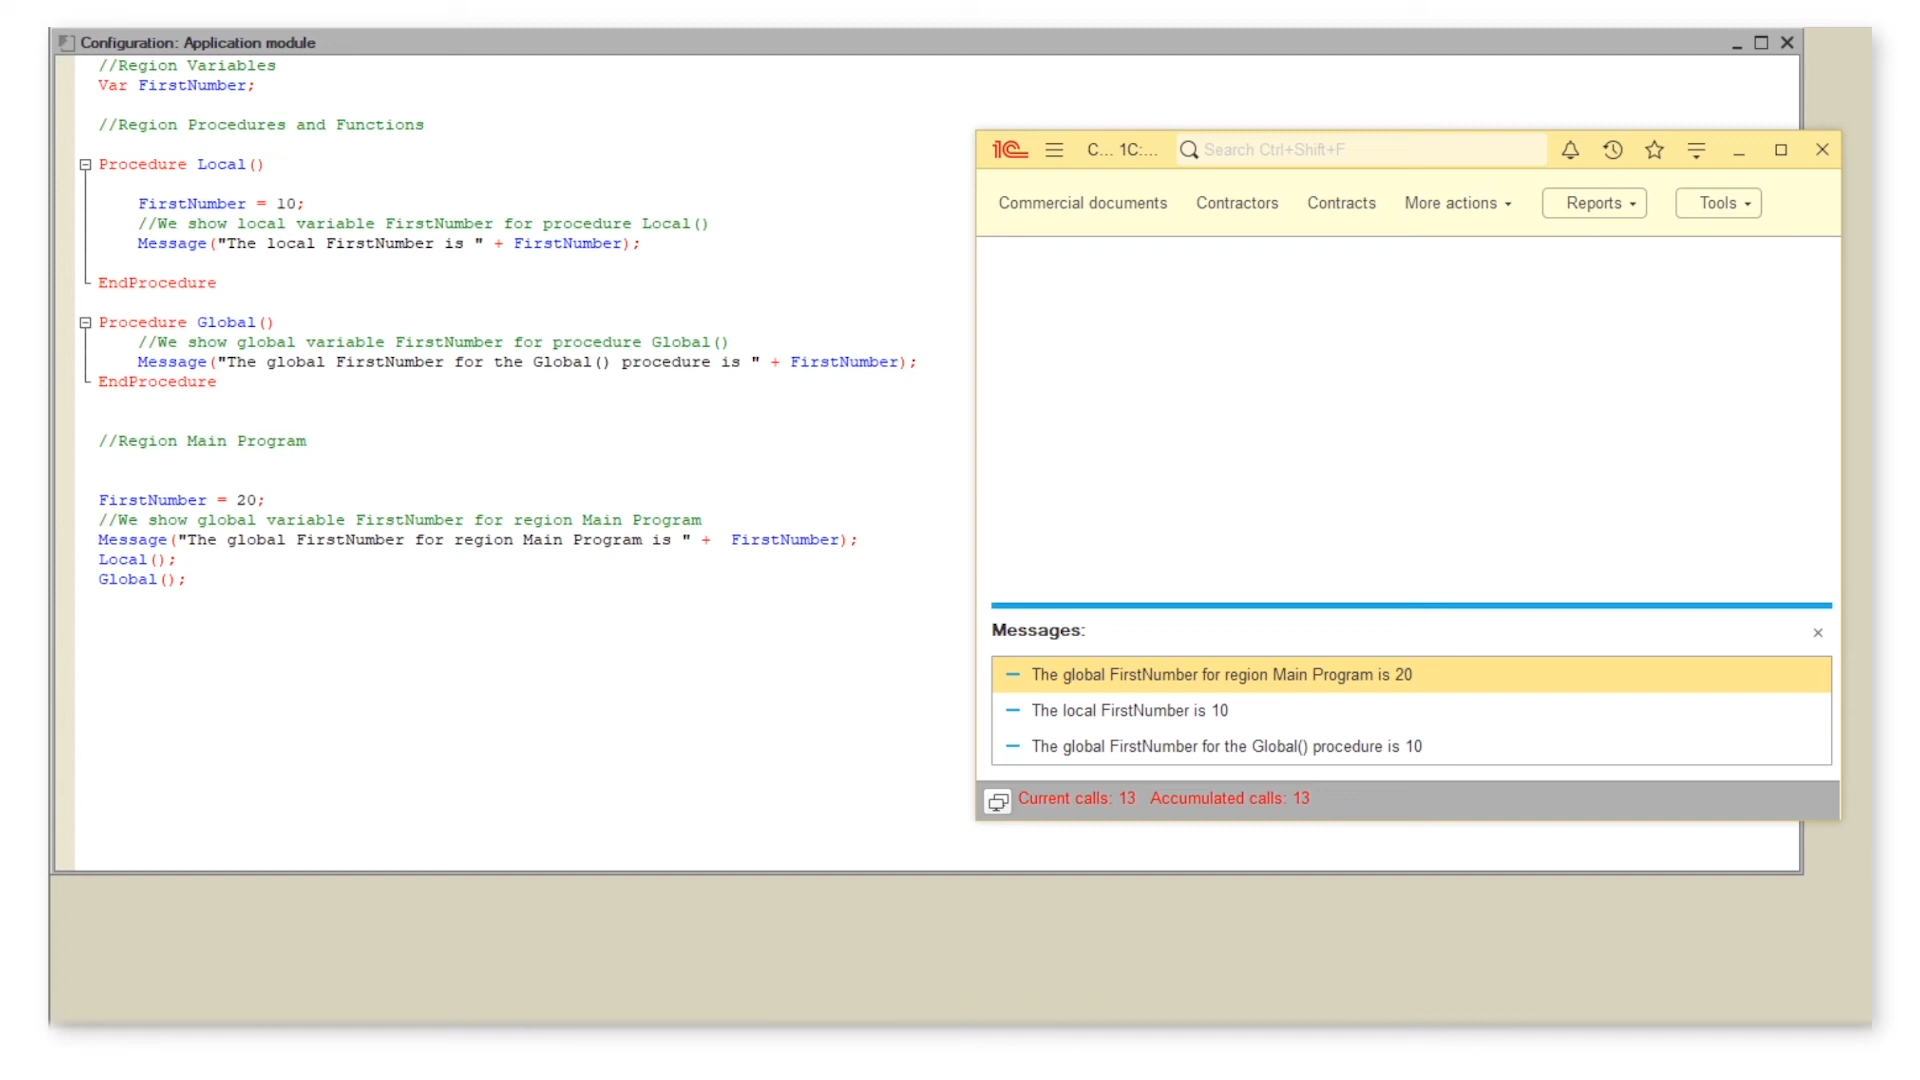 Configuration: Application module
//Region Variables
Var FirstNumber;
//Region Procedures and Functions
Procedure Local()
FirstNumber = 10;
//We show local variable FirstNumber for procedure Local()
Message("The local FirstNumber is " + FirstNumber);
EndProcedure
Procedure Global()
//We show global variable FirstNumber for procedure Global()
Message("The global FirstNumber for the Global() procedure is " + FirstNumber);
EndProcedure
//Region Main Program
FirstNumber = 20;
//We show global variable FirstNumber for region Main Program
Message("The global FirstNumber for region Main Program is " +  FirstNumber);
Local();
Global();
1C C... 1C:... Search Ctrl+Shift+F
Commercial documents Contractors Contracts More actions Reports Tools
Messages:
The global FirstNumber for region Main Program is 20
The local FirstNumber is 10
The global FirstNumber for the Global() procedure is 10
Current calls: 13 Accumulated calls: 13